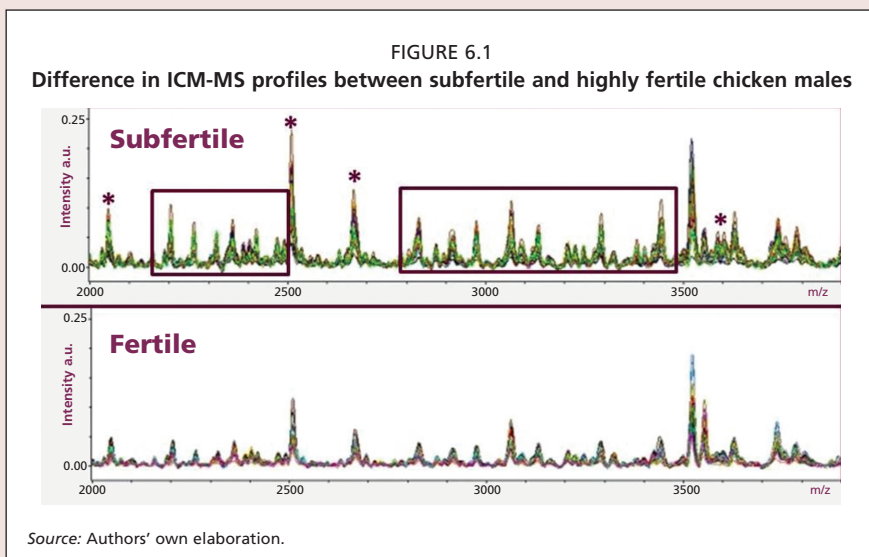 FIGURE 6.1
Difference in ICM-MS profiles between subfertile and highly fertile chicken males
0.25
Subfertile
Intensity a.u.
0.00
2000 2500 3000 3500 m/z
0.25
Fertile
Intensity a.u.
0.00
2000 2500 3000 3500 m/z
Source: Authors' own elaboration.